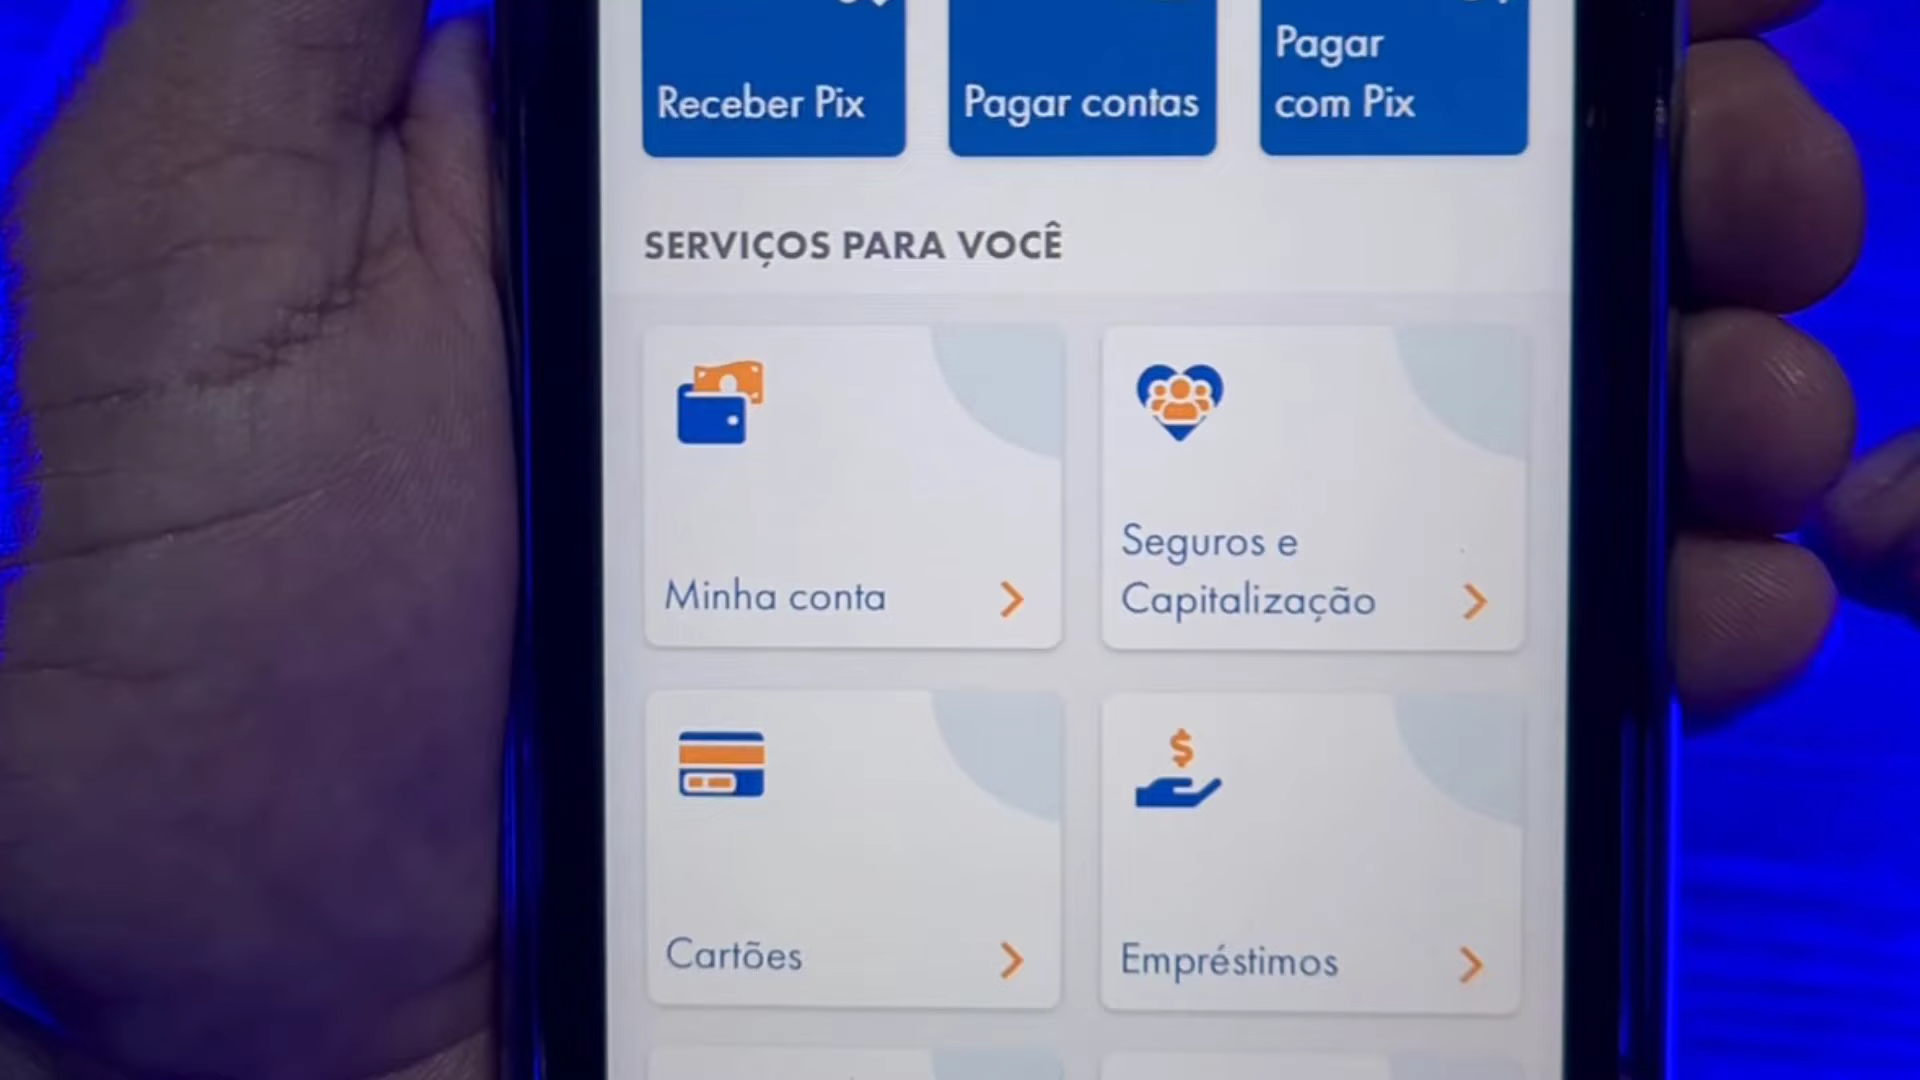 Receber Pix
Pagar contas
Pagar
com Pix
SERVIÇOS PARA VOCÊ
Minha conta
Seguros e
Capitalização
Cartões
Empréstimos